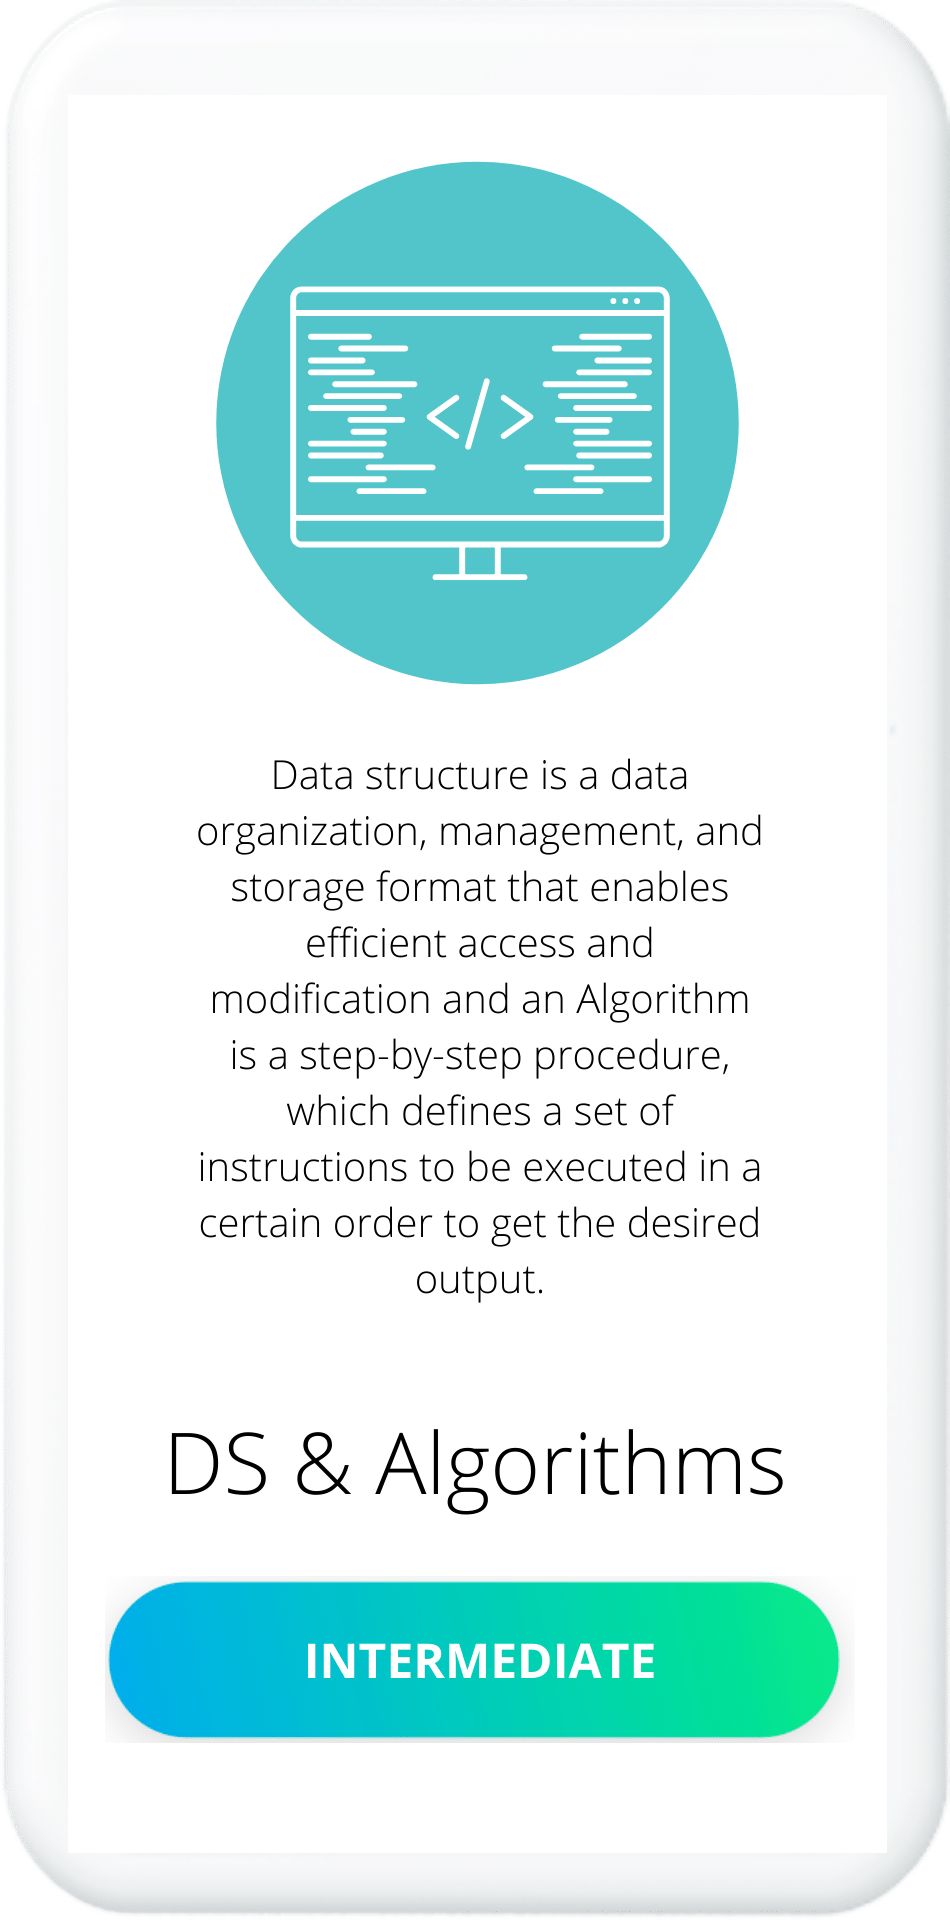 </>
Data structure is a data
organization, management, and
storage format that enables
efficient access and
modification and an Algorithm
is a step-by-step procedure,
which defines a set of
instructions to be executed in a
certain order to get the desired
output.
DS & Algorithms
INTERMEDIATE